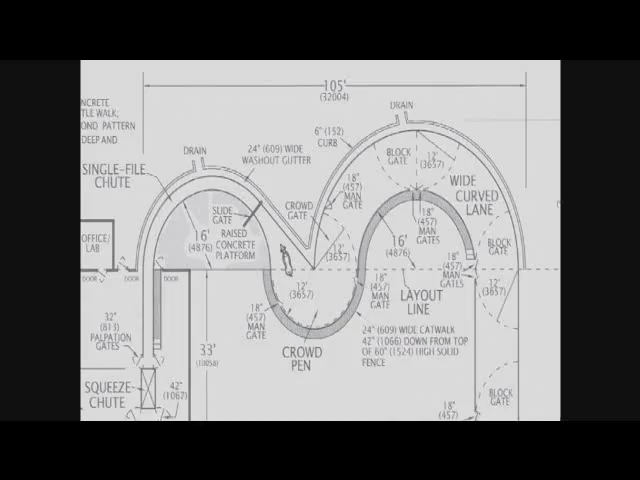 105'
(32004)
NCRETE
TLE WALK;
OND PATTERN
DEEP AND
DRAIN
6" (152)
CURB
DRAIN
24" (609) WIDE
WASHOUT GUTTER
BLOCK
GATE
12'
(3657)
SINGLE-FILE
CHUTE
18"
(457)
MAN
GATE
WIDE
CURVED
LANE
SLIDE
GATE
CROWD
GATE
18"
(457)
MAN
GATES
16'
(4876)
RAISED
CONCRETE
PLATFORM
12'
(3657)
16'
(4876)
BLOCK
GATE
OFFICE/
LAB
DOOR
DOOR
DOOR
18"
(457)
MAN
GATES
12'
(3657)
12'
(3657)
18"
(457)
MAN
GATE
LAYOUT
LINE
18"
(457)
MAN
GATE
32"
(813)
PALPATION
GATES
24" (609) WIDE CATWALK
42" (1066) DOWN FROM TOP
OF 60" (1524) HIGH SOLID
FENCE
33'
(10058)
CROWD
PEN
SQUEEZE
CHUTE
42"
(1067)
BLOCK
GATE
18"
(457)